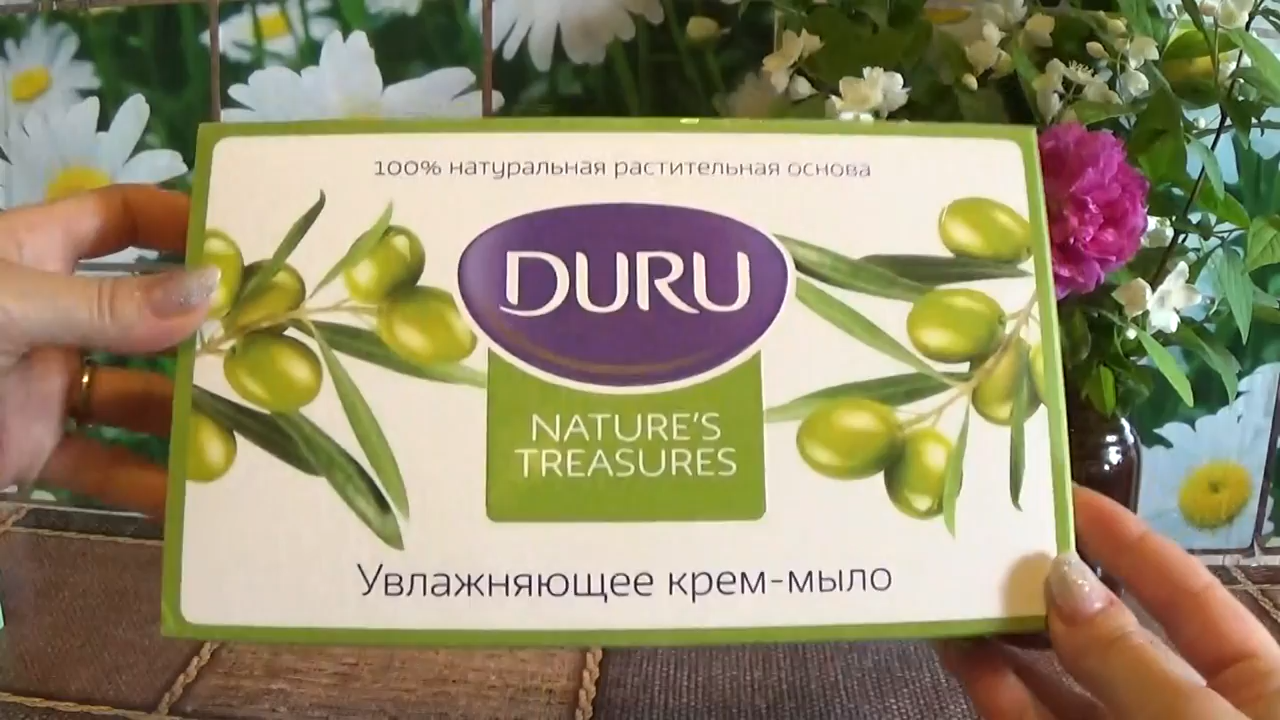 100% натуральная растительная основа
DURU
NATURE'S
TREASURES
Увлажняющее крем-мыло